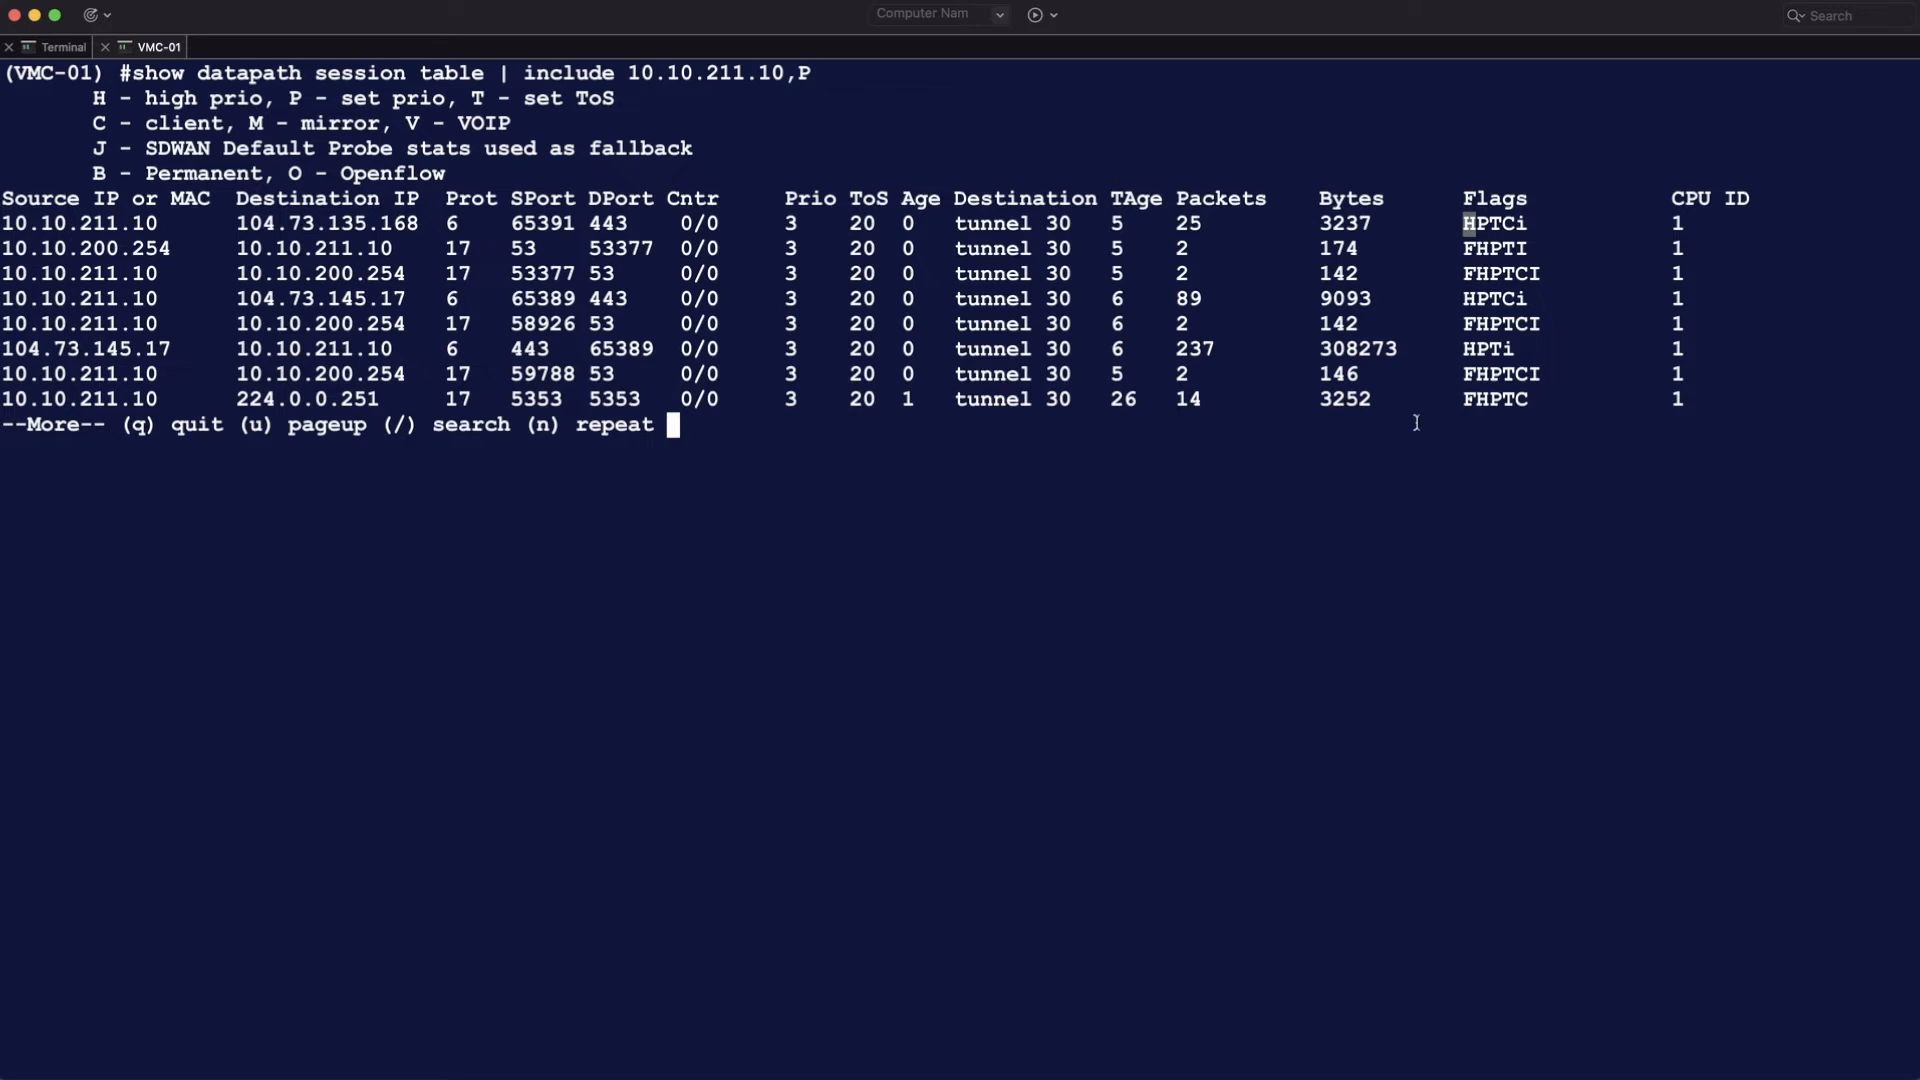 Computer Nam
Search
Terminal
VMC-01
(VMC-01) #show datapath session table | include 10.10.211.10,P
H - high prio, P - set prio, T - set ToS
C - client, M - mirror, V - VOIP
J - SDWAN Default Probe stats used as fallback
B - Permanent, O - Openflow
Source IP or MAC  Destination IP  Prot SPort DPort Cntr     Prio ToS Age Destination TAge Packets    Bytes      Flags           CPU ID
10.10.211.10      104.73.135.168  6    65391 443    0/0     3    20  0   tunnel 30   5    25         3237       HPTCi           1
10.10.200.254     10.10.211.10    17   53    53377  0/0     3    20  0   tunnel 30   5    2          174        FHPTI           1
10.10.211.10      10.10.200.254   17   53377 53     0/0     3    20  0   tunnel 30   5    2          142        FHPTCI          1
10.10.211.10      104.73.145.17   6    65389 443    0/0     3    20  0   tunnel 30   6    89         9093       HPTCi           1
10.10.211.10      10.10.200.254   17   58926 53     0/0     3    20  0   tunnel 30   6    2          142        FHPTCI          1
104.73.145.17     10.10.211.10    6    443   65389  0/0     3    20  0   tunnel 30   6    237        308273     HPTi            1
10.10.211.10      10.10.200.254   17   59788 53     0/0     3    20  0   tunnel 30   5    2          146        FHPTCI          1
10.10.211.10      224.0.0.251     17   5353  5353   0/0     3    20  1   tunnel 30   26   14         3252       FHPTC           1
--More-- (q) quit (u) pageup (/) search (n) repeat